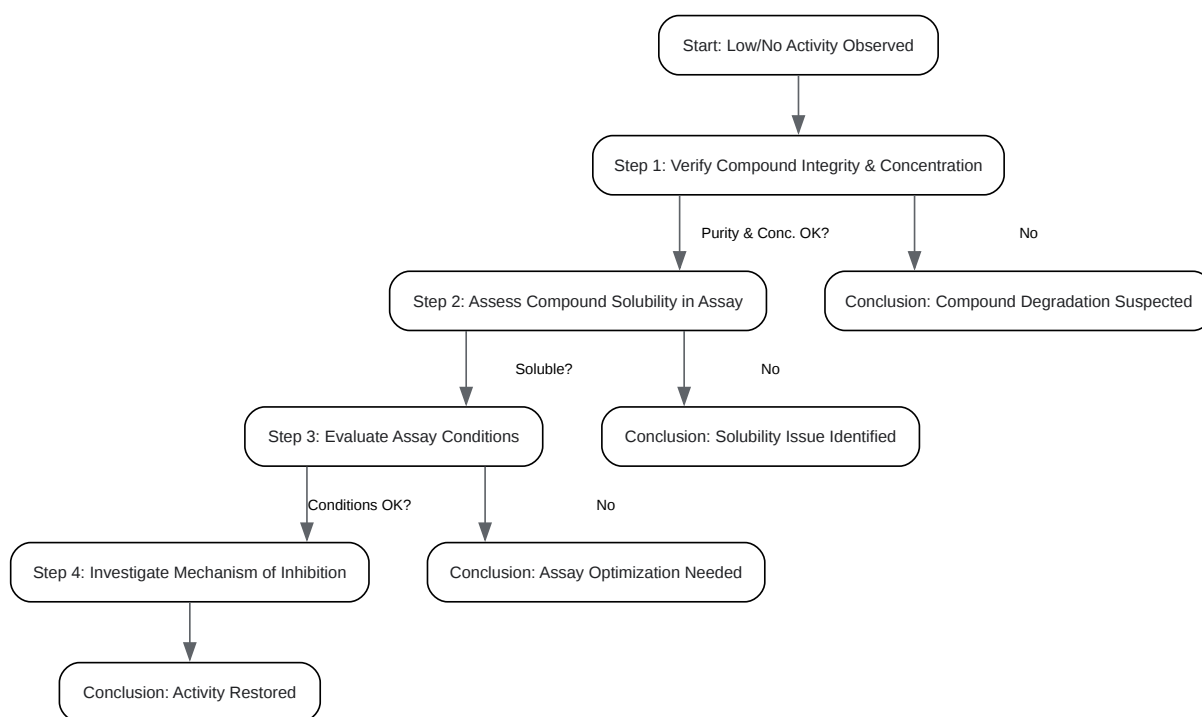 Start: Low/No Activity Observed
Step 1: Verify Compound Integrity & Concentration
Purity & Conc. OK?
No
Step 2: Assess Compound Solubility in Assay
Conclusion: Compound Degradation Suspected
Soluble?
No
Step 3: Evaluate Assay Conditions
Conclusion: Solubility Issue Identified
Conditions OK?
No
Step 4: Investigate Mechanism of Inhibition
Conclusion: Assay Optimization Needed
Conclusion: Activity Restored